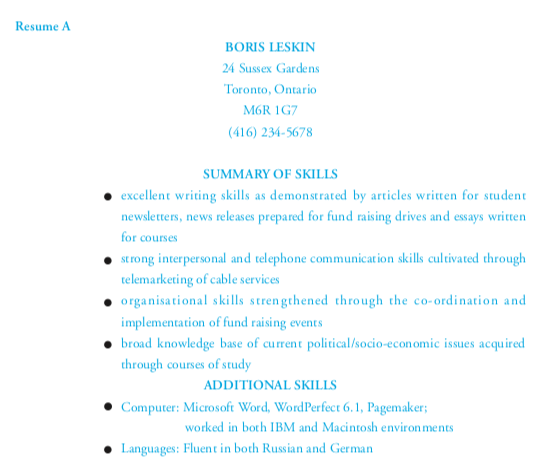 Resume A
BORIS LESKIN
24 Sussex Gardens
Toronto, Ontario
M6R 1G7
(416) 234-5678
SUMMARY OF SKILLS
● excellent writing skills as demonstrated by articles written for student
newsletters, news releases prepared for fund raising drives and essays written
for courses
● strong interpersonal and telephone communication skills cultivated through
telemarketing of cable services
● organisational skills strengthened through the co-ordination and
implementation of fund raising events
● broad knowledge base of current political/socio-economic issues acquired
through courses of study
ADDITIONAL SKILLS
● Computer: Microsoft Word, WordPerfect 6.1, Pagemaker;
worked in both IBM and Macintosh environments
● Languages: Fluent in both Russian and German